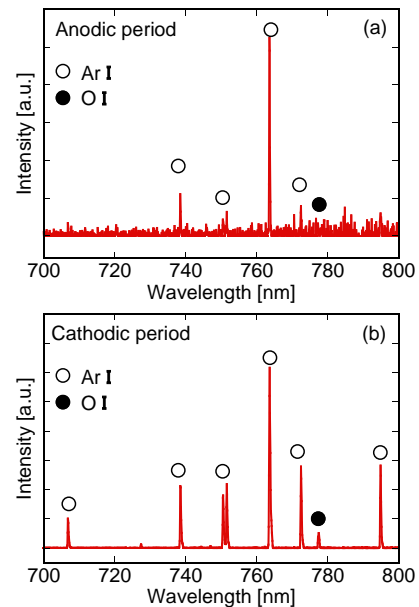 Anodic period (a)
Ar I
O I
Intensity [a.u.]
700 720 740 760 780 800
Wavelength [nm]
Cathodic period (b)
Ar I
O I
Intensity [a.u.]
700 720 740 760 780 800
Wavelength [nm]